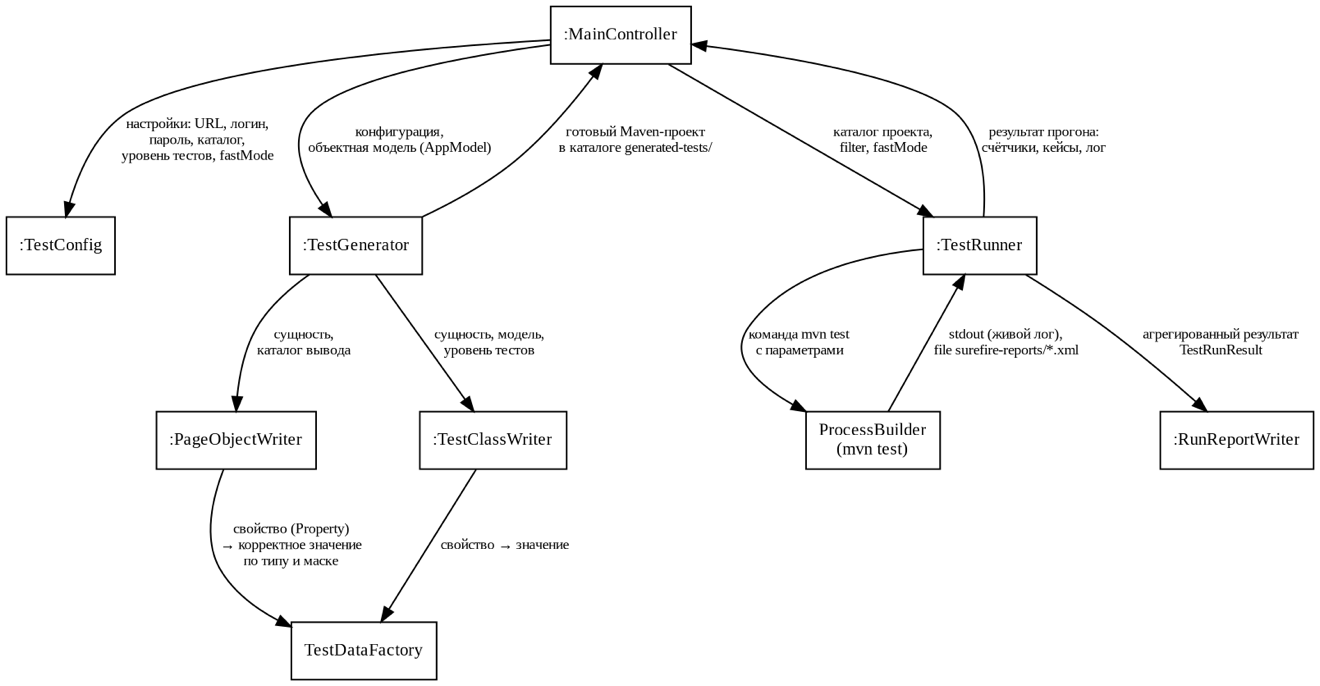 :MainController
настройки: URL, логин,
пароль, каталог,
уровень тестов, fastMode
конфигурация,
объектная модель (AppModel)
готовый Maven-проект
в каталоге generated-tests/
каталог проекта,
filter, fastMode
результат прогона:
счётчики, кейсы, лог
:TestConfig
:TestGenerator
:TestRunner
сущность,
каталог вывода
сущность, модель,
уровень тестов
команда mvn test
с параметрами
stdout (живой лог),
file surefire-reports/*.xml
агрегированный результат
TestRunResult
:PageObjectWriter
:TestClassWriter
ProcessBuilder
(mvn test)
:RunReportWriter
свойство (Property)
→ корректное значение
по типу и маске
свойство → значение
TestDataFactory